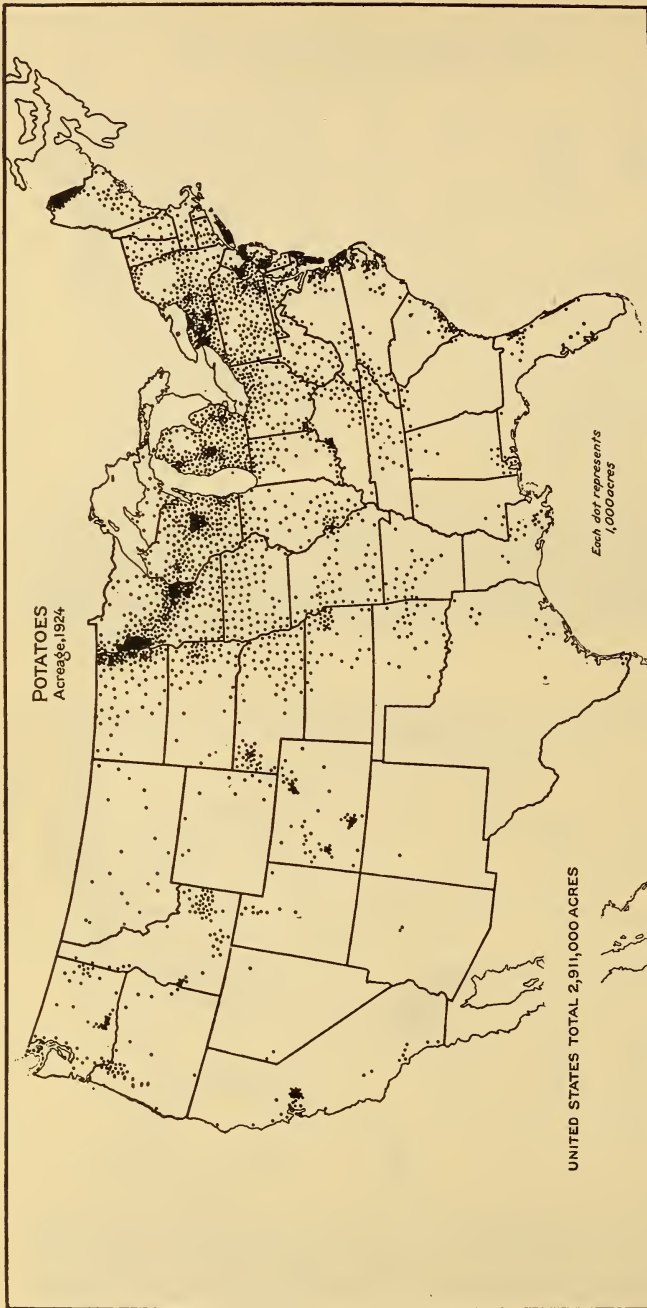 POTATOES
Acreage, 1924
Each dot represents
1,000 acres
UNITED STATES TOTAL 2,911,000 ACRES